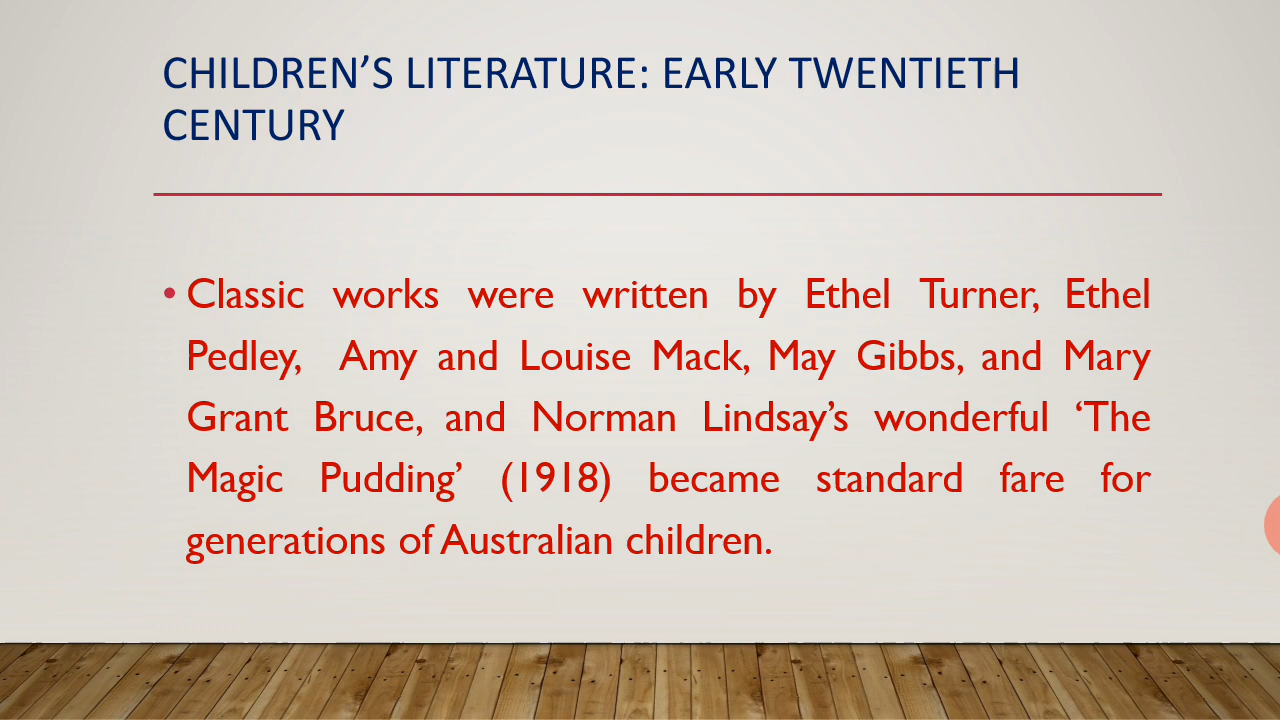 CHILDREN’S LITERATURE: EARLY TWENTIETH
CENTURY
• Classic works were written by Ethel Turner, Ethel
Pedley, Amy and Louise Mack, May Gibbs, and Mary
Grant Bruce, and Norman Lindsay’s wonderful ‘The
Magic Pudding’ (1918) became standard fare for
generations of Australian children.